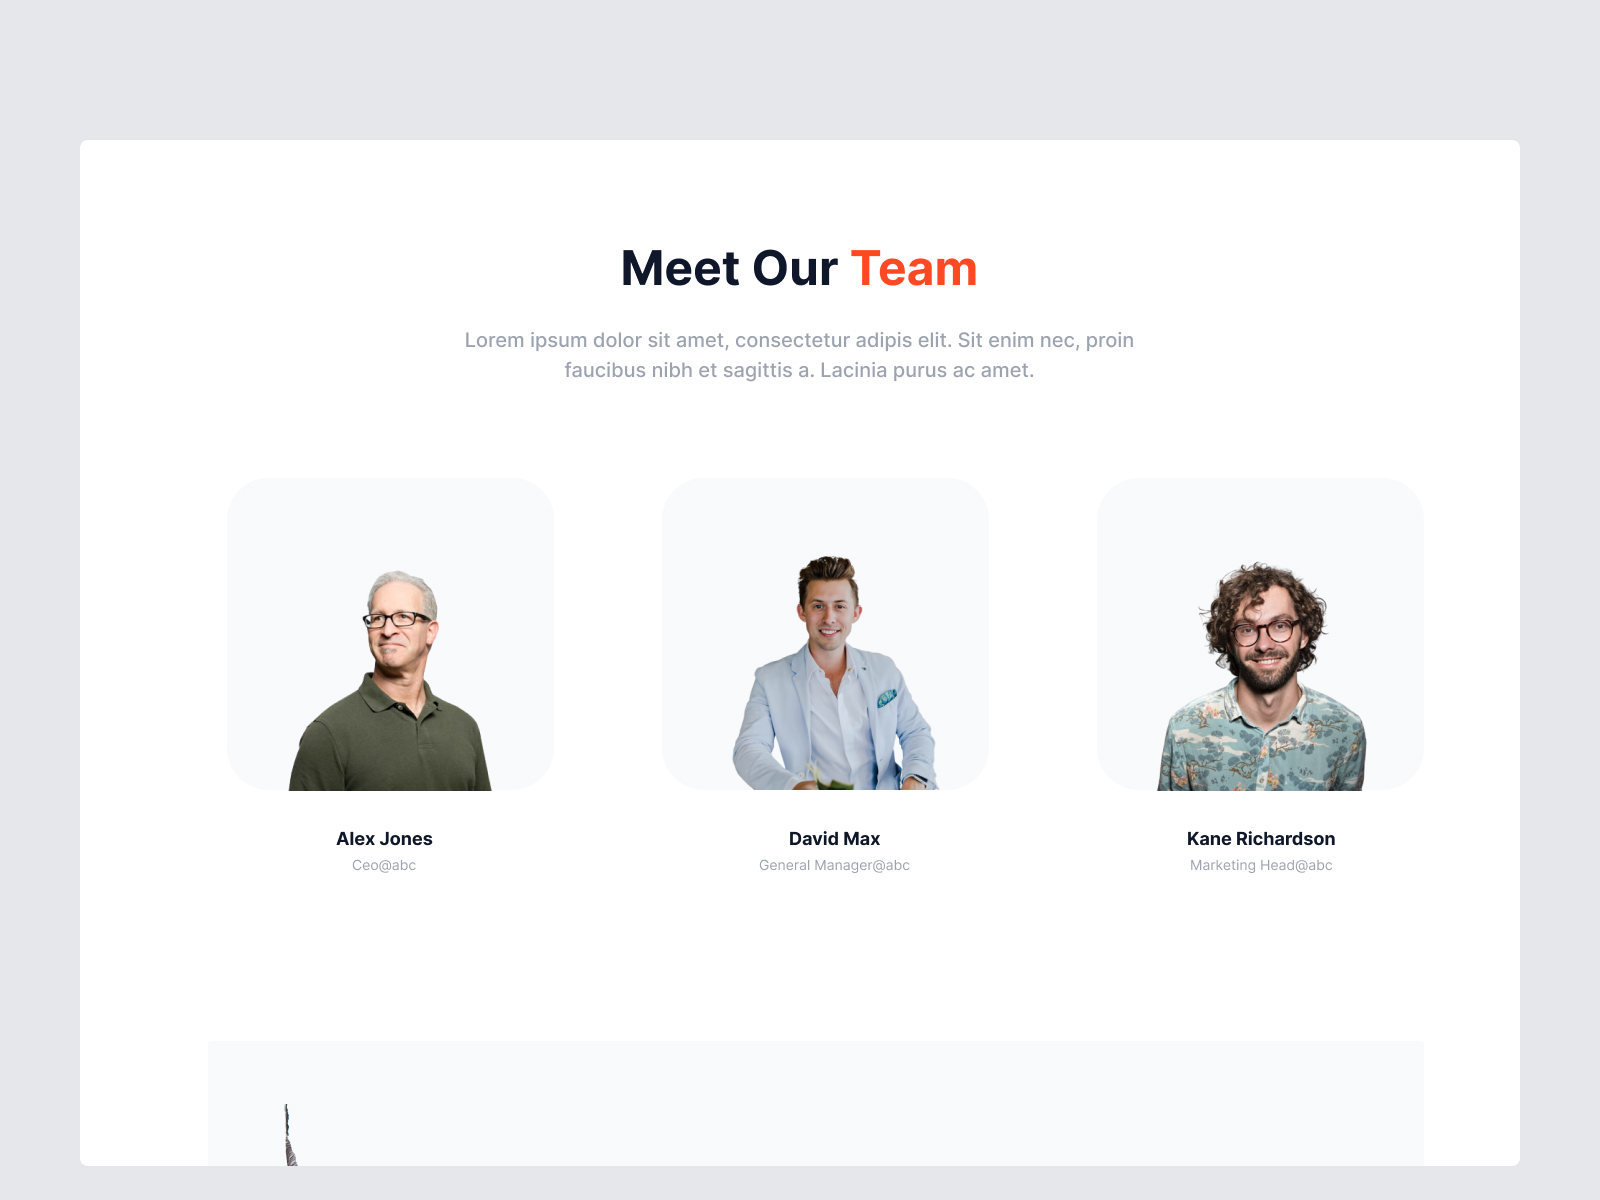 Meet Our Team
Lorem ipsum dolor sit amet, consectetur adipis elit. Sit enim nec, proin
faucibus nibh et sagittis a. Lacinia purus ac amet.
Alex Jones
Ceo@abc
David Max
General Manager@abc
Kane Richardson
Marketing Head@abc